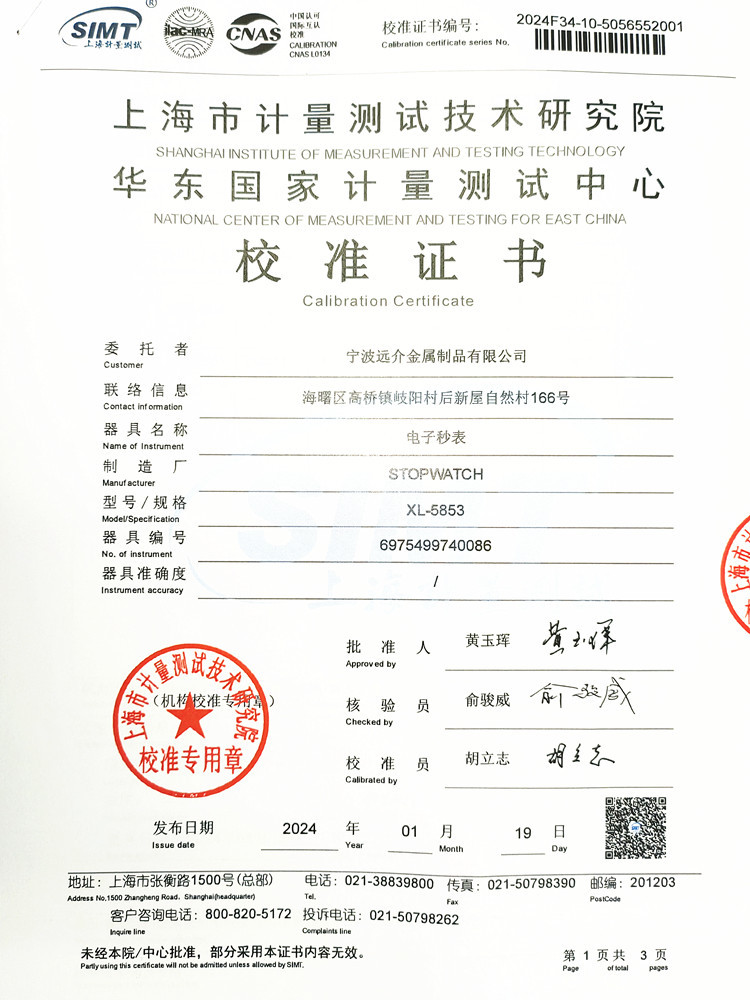 SIMT ®
上海计量测试
ilac-MRA
CNAS
中国认可
国际互认
校准
CALIBRATION
CNAS L0134
校准证书编号: 2024F34-10-5056552001
Calibration certificate series No.
上海市计量测试技术研究院
SHANGHAI INSTITUTE OF MEASUREMENT AND TESTING TECHNOLOGY
华东国家计量测试中心
NATIONAL CENTER OF MEASUREMENT AND TESTING FOR EAST CHINA
校准证书
Calibration Certificate
委托者 宁波远介金属制品有限公司
Customer
联络信息 海曙区高桥镇岐阳村后新屋自然村166号
Contact information
器具名称 电子秒表
Name of Instrument
制造厂 STOPWATCH
Manufacturer
型号/规格 XL-5853
Model/Specification
器具编号 6975499740086
No. of instrument
器具准确度 /
Instrument accuracy
批准人 黄玉珲 黄玉珲
Approved by
(机构校准专用章)
上海市计量测试技术研究院
校准专用章
核验员 俞骏威 俞骏威
Checked by
校准员 胡立志 胡立志
Calibrated by
发布日期 2024 年 01 月 19 日
Issue date Year Month Day
地址: 上海市张衡路1500号(总部) 电话: 021-38839800 传真: 021-50798390 邮编: 201203
Address No.1500 Zhangheng Road, Shanghai(headquarter) Tel. Fax PostCode
客户咨询电话: 800-820-5172 投诉电话: 021-50798262
Inquire line Complaints line
未经本院/中心批准，部分采用本证书内容无效。
Partly using this certificate will not be admitted unless allowed by SIMT.
第 1 页共 3 页
Page of total pages